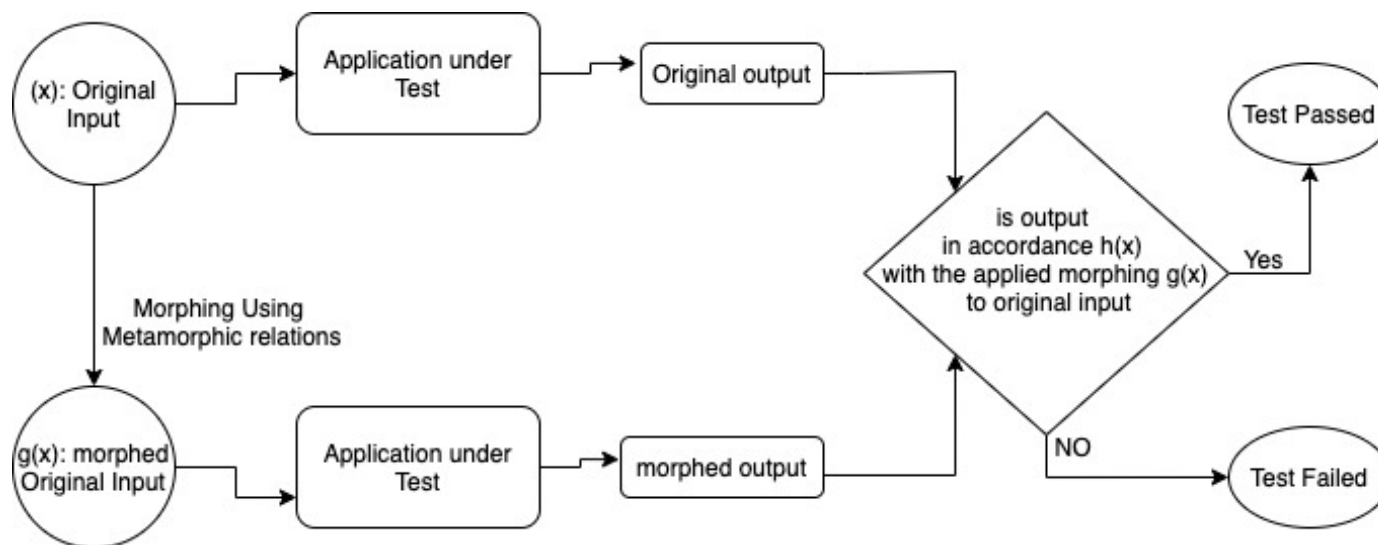 (x): Original
Input
Application under
Test
Original output
Test Passed
is output
in accordance h(x)
with the applied morphing g(x)
to original input
Yes
Morphing Using
Metamorphic relations
g(x): morphed
Original Input
Application under
Test
morphed output
NO
Test Failed